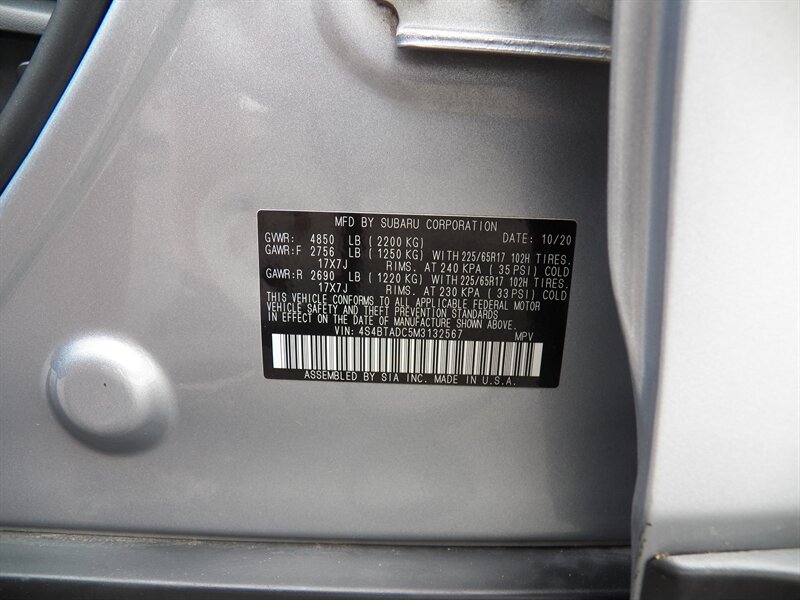 MFD BY SUBARU CORPORATION
GVWR: 4850 LB (2200 KG) DATE: 10/20
GAWR:F 2756 LB (1250 KG) WITH 225/65R17 102H TIRES.
17X7J RIMS. AT 240 KPA (35 PSI) COLD
GAWR:R 2690 LB (1220 KG) WITH 225/65R17 102H TIRES.
17X7J RIMS. AT 230 KPA (33 PSI) COLD
THIS VEHICLE CONFORMS TO ALL APPLICABLE FEDERAL MOTOR
VEHICLE SAFETY AND THEFT PREVENTION STANDARDS
IN EFFECT ON THE DATE OF MANUFACTURE SHOWN ABOVE.
VIN: 4S4BTADC5M3132567 MPV
ASSEMBLED BY SIA INC. MADE IN U.S.A.